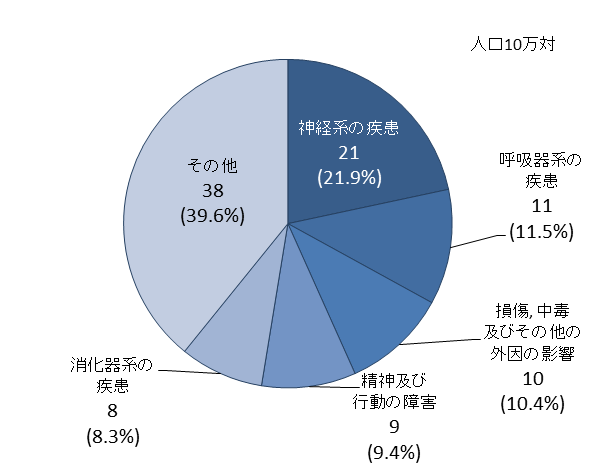 人口10万対
神経系の疾患
21
(21.9%)
呼吸器系の
疾患
11
(11.5%)
損傷, 中毒
及びその他の
外因の影響
10
(10.4%)
精神及び
行動の障害
9
(9.4%)
消化器系の
疾患
8
(8.3%)
その他
38
(39.6%)